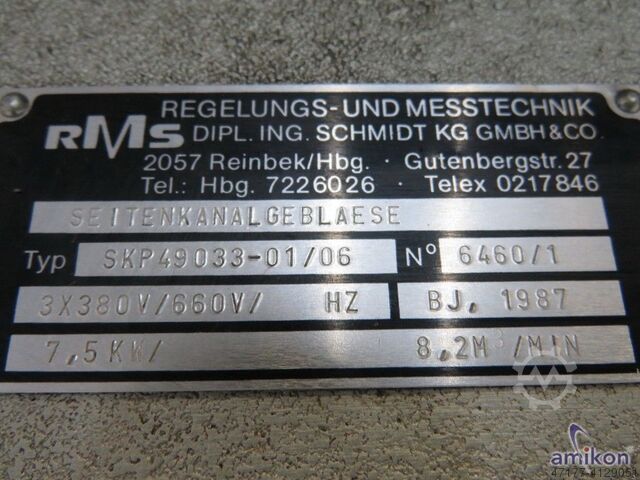 RMS REGELUNGS-UND MESSTECHNIK
DIPL. ING. SCHMIDT KG GMBH & CO.
2057 Reinbek/Hbg. · Gutenbergstr. 27
Tel.: Hbg. 7226026 · Telex 0217846
SEITENKANALGEBLAESE
Typ SKP49033-01/06 N° 6460/1
3X380V/660V/ HZ BJ. 1987
7,5KW/ 8,2M³/MIN
amikon
47177-4129051